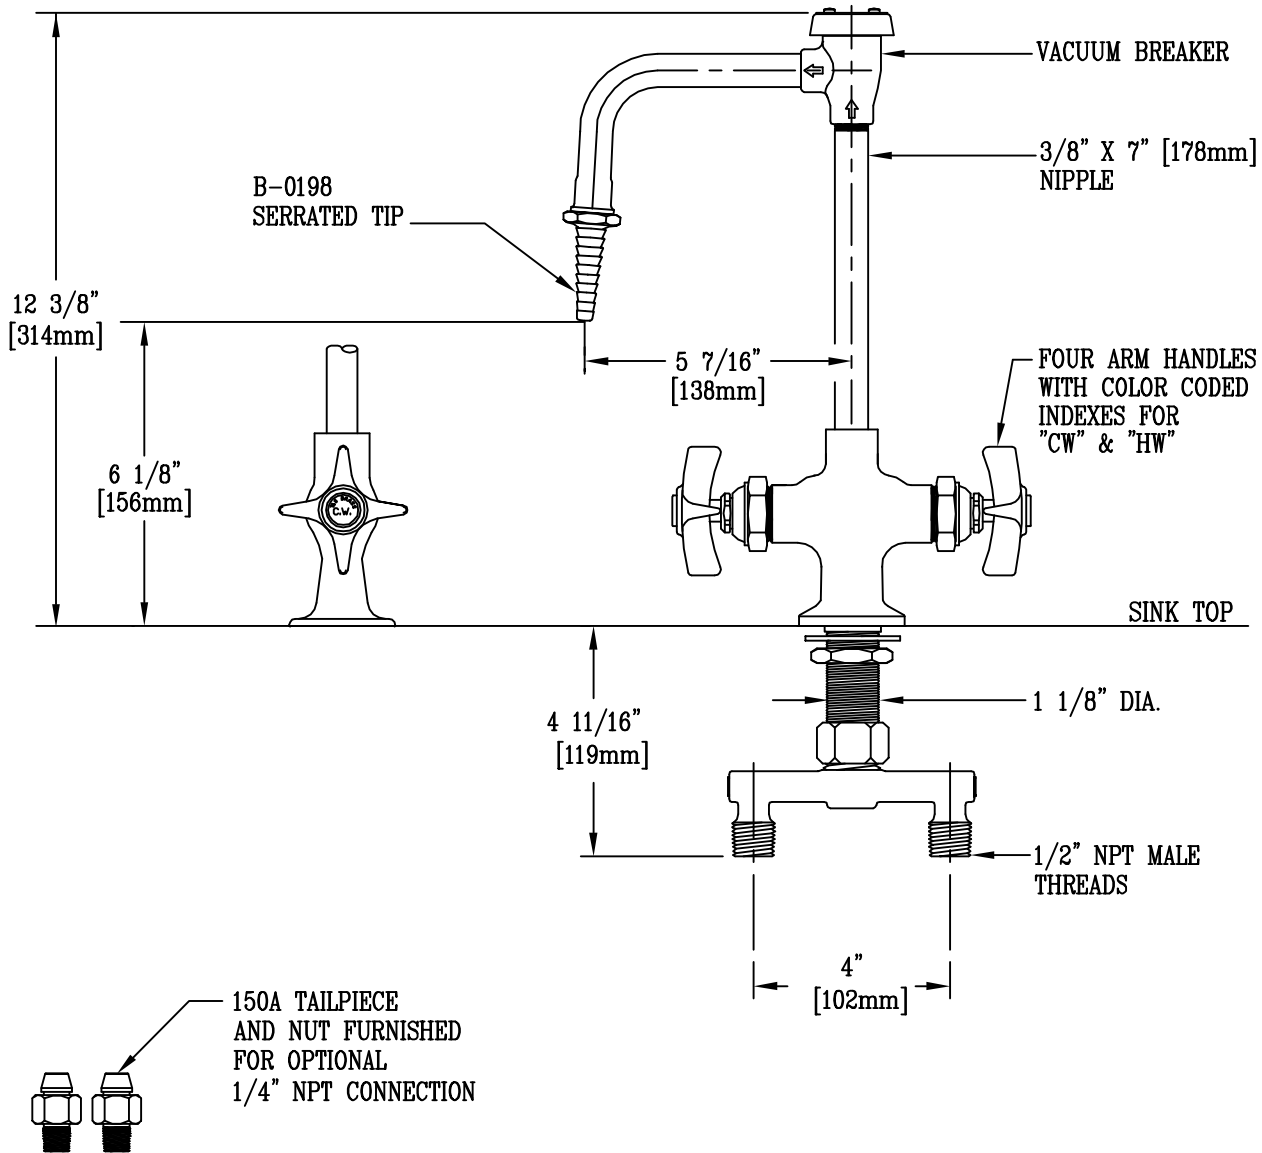 VACUUM BREAKER
3/8" X 7" [178mm]
NIPPLE
B-0198
SERRATED TIP
12 3/8"
[314mm]
5 7/16"
[138mm]
FOUR ARM HANDLES
WITH COLOR CODED
INDEXES FOR
"CW" & "HW"
6 1/8"
[156mm]
C.W.
SINK TOP
4 11/16"
[119mm]
1 1/8" DIA.
1/2" NPT MALE
THREADS
4"
[102mm]
150A TAILPIECE
AND NUT FURNISHED
FOR OPTIONAL
1/4" NPT CONNECTION